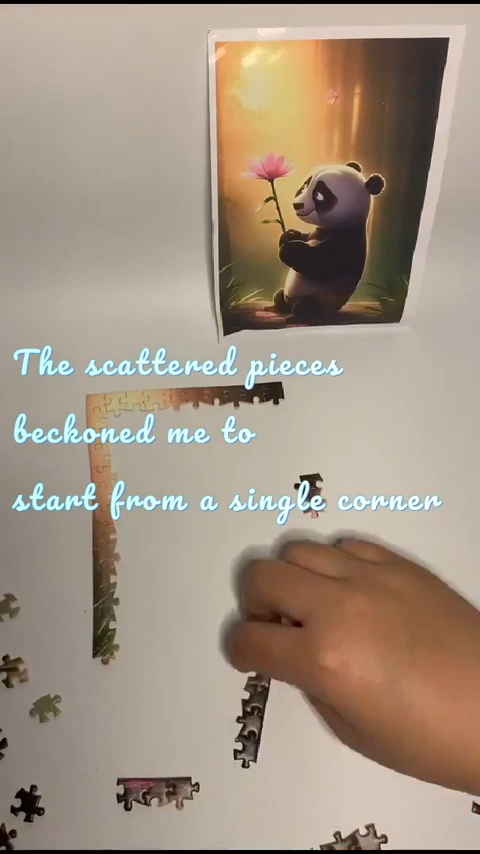 The scattered pieces
beckoned me to
start from a single corner